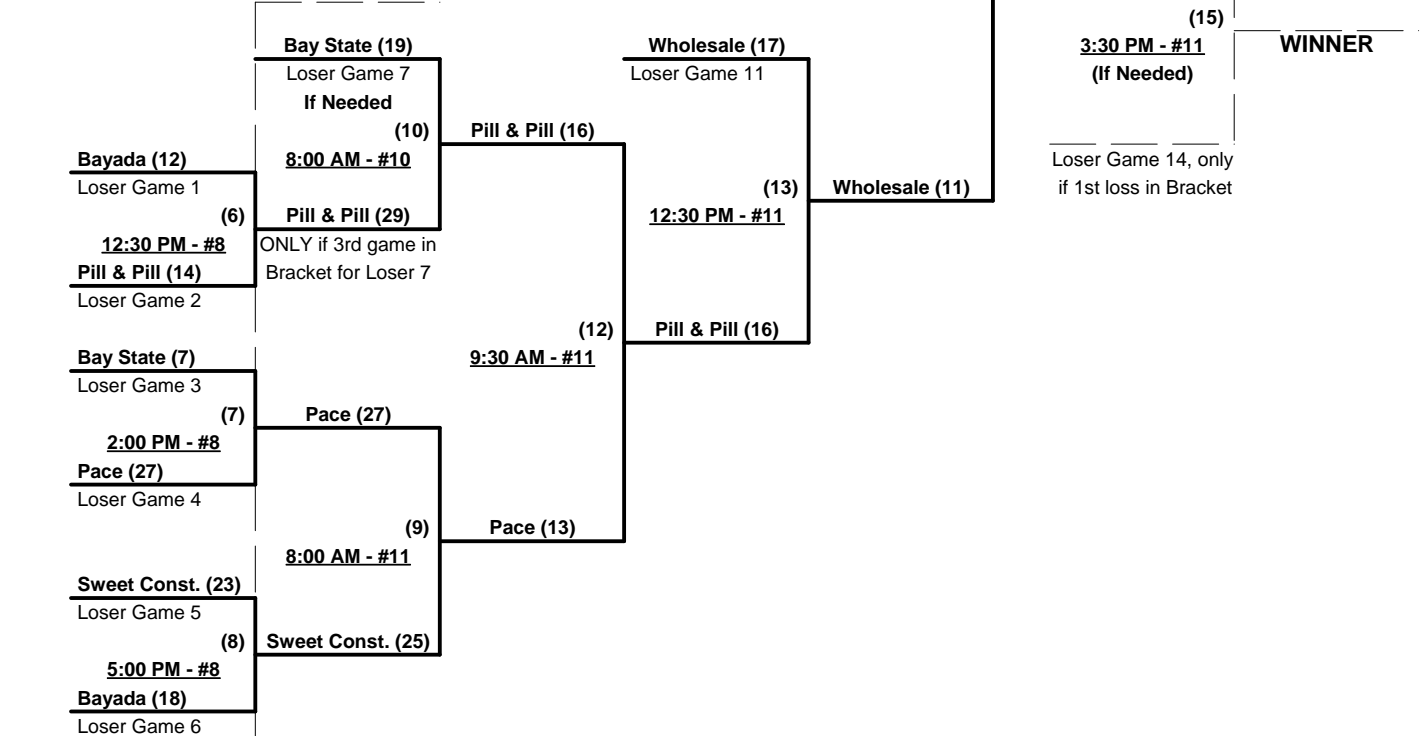 (15)
Bay State (19)
Wholesale (17)
3:30 PM - #11
WINNER
Loser Game 7
Loser Game 11
(If Needed)
If Needed
(10)
Pill & Pill (16)
8:00 AM - #10
Bayada (12)
Loser Game 14, only
Loser Game 1
(13)
Wholesale (11)
if 1st loss in Bracket
(6)
Pill & Pill (29)
12:30 PM - #11
12:30 PM - #8
ONLY if 3rd game in
Pill & Pill (14)
Bracket for Loser 7
Loser Game 2
(12)
Pill & Pill (16)
Bay State (7)
9:30 AM - #11
Loser Game 3
(7)
Pace (27)
2:00 PM - #8
Pace (27)
Loser Game 4
(9)
Pace (13)
8:00 AM - #11
Sweet Const. (23)
Loser Game 5
(8)
Sweet Const. (25)
5:00 PM - #8
Bayada (18)
Loser Game 6